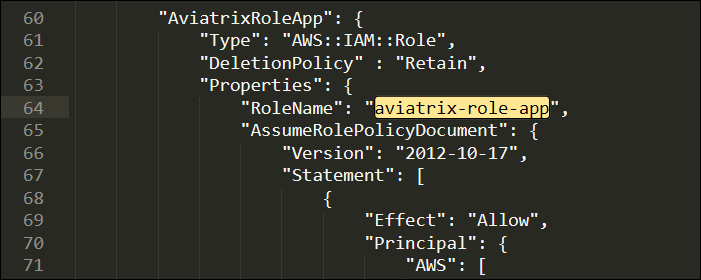 60 "AviatrixRoleApp": {
61 "Type": "AWS::IAM::Role",
62 "DeletionPolicy" : "Retain",
63 "Properties": {
64 "RoleName": "aviatrix-role-app",
65 "AssumeRolePolicyDocument": {
66 "Version": "2012-10-17",
67 "Statement": [
68 {
69 "Effect": "Allow",
70 "Principal": {
71 "AWS": [